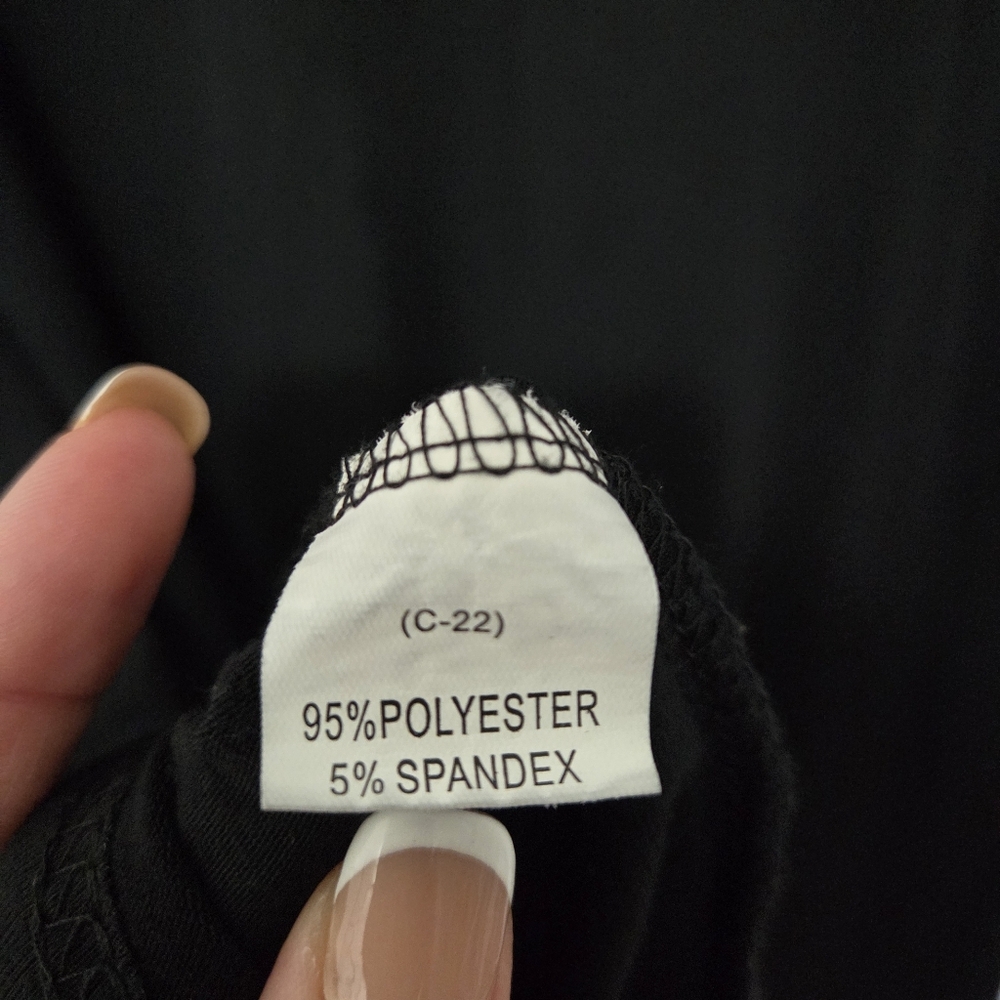 (C-22)
95%POLYESTER
5% SPANDEX